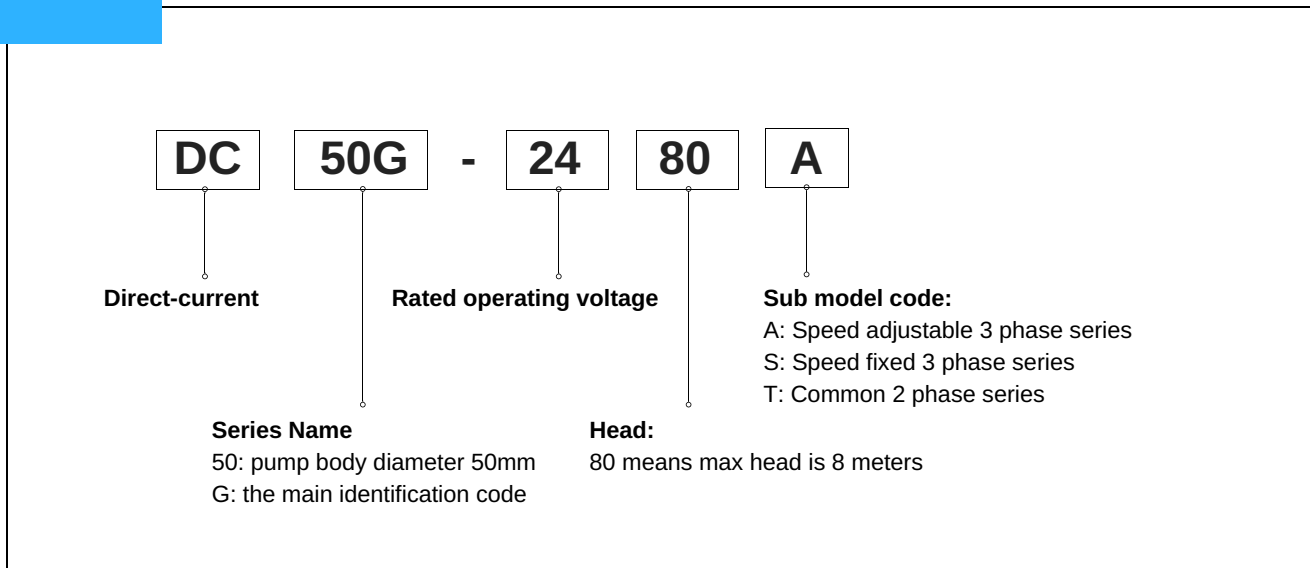 DC 50G - 24 80 A
Direct-current
Rated operating voltage
Sub model code:
A: Speed adjustable 3 phase series
S: Speed fixed 3 phase series
T: Common 2 phase series
Series Name
50: pump body diameter 50mm
G: the main identification code
Head:
80 means max head is 8 meters